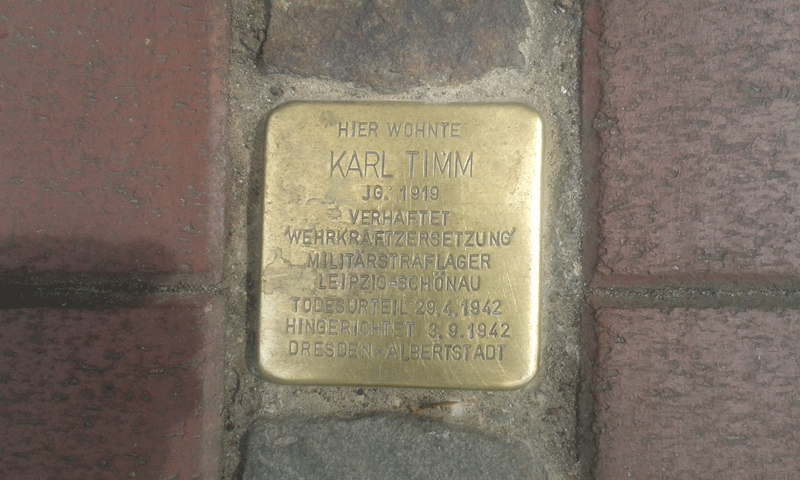 HIER WOHNTE
KARL TIMM
JG. 1919
VERHAFTET
'WEHRKRAFTZERSETZUNG'
MILITÄRSTRAFLAGER
LEIPZIG-SCHÖNAU
TODESURTEIL 29.4.1942
HINGERICHTET 3.9.1942
DRESDEN-ALBERTSTADT